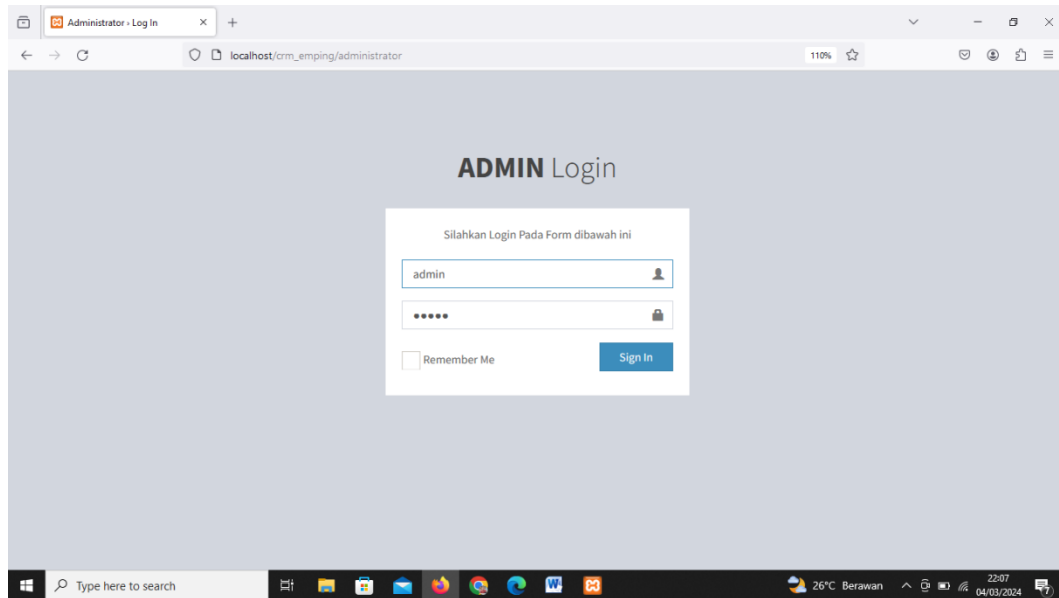 Administrator › Log In
localhost/crm_emping/administrator
110%
ADMIN Login
Silahkan Login Pada Form dibawah ini
admin
•••••
Remember Me
Sign In
Type here to search
26°C Berawan
22:07
04/03/2024
7